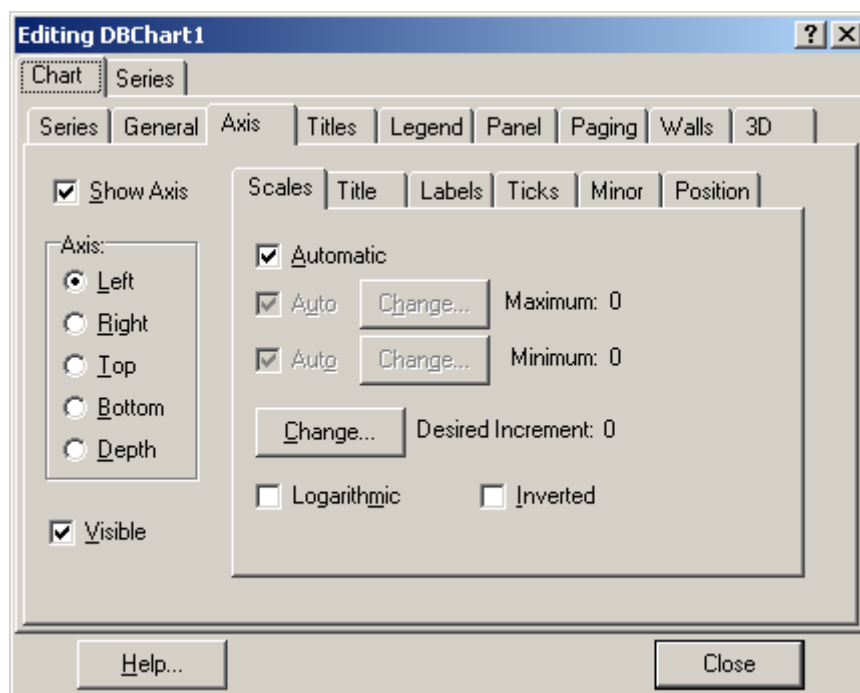 Editing DBChart1
Chart Series
Series General Axis Titles Legend Panel Paging Walls 3D
Show Axis
Scales Title Labels Ticks Minor Position
Axis:
Left
Right
Top
Bottom
Depth
Visible
Automatic
Auto Change... Maximum: 0
Auto Change... Minimum: 0
Change... Desired Increment: 0
Logarithmic Inverted
Help... Close